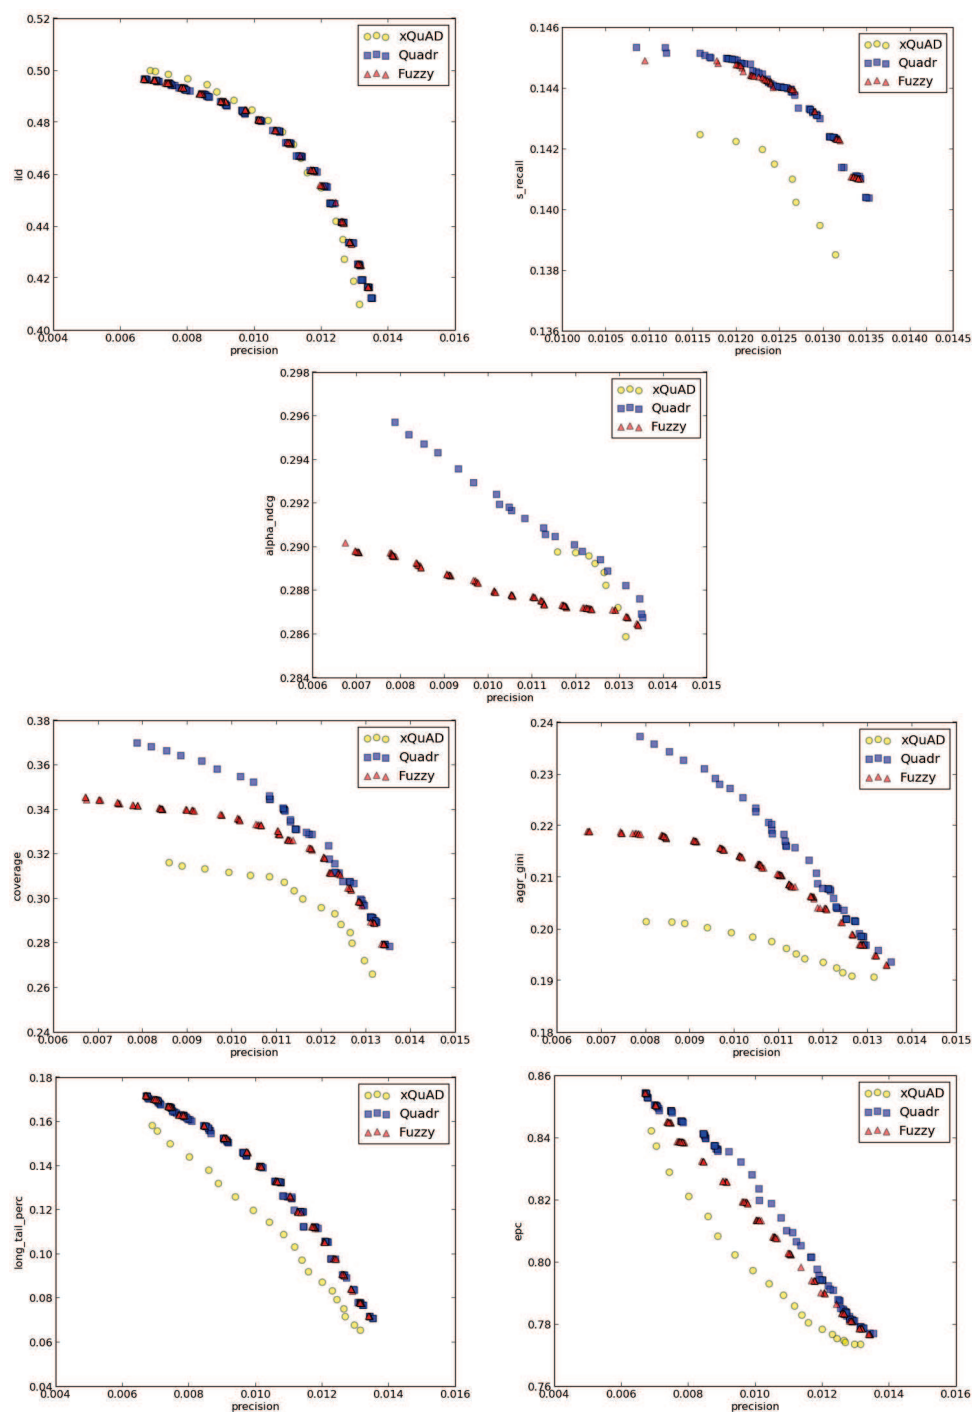 0.52
0.50
0.48
0.46
0.44
0.42
0.40
ild
0.004 0.006 0.008 0.010 0.012 0.014 0.016
precision
xQuAD
Quadr
Fuzzy
0.146
0.144
0.142
0.140
0.138
0.136
s_recall
0.0100 0.0105 0.0110 0.0115 0.0120 0.0125 0.0130 0.0135 0.0140 0.0145
precision
xQuAD
Quadr
Fuzzy
0.298
0.296
0.294
0.292
0.290
0.288
0.286
0.284
alpha_ndcg
0.006 0.007 0.008 0.009 0.010 0.011 0.012 0.013 0.014 0.015
precision
xQuAD
Quadr
Fuzzy
0.38
0.36
0.34
0.32
0.30
0.28
0.26
0.24
coverage
0.006 0.007 0.008 0.009 0.010 0.011 0.012 0.013 0.014 0.015
precision
xQuAD
Quadr
Fuzzy
0.24
0.23
0.22
0.21
0.20
0.19
0.18
aggr_gini
0.006 0.007 0.008 0.009 0.010 0.011 0.012 0.013 0.014 0.015
precision
xQuAD
Quadr
Fuzzy
0.18
0.16
0.14
0.12
0.10
0.08
0.06
0.04
long_tail_perc
0.004 0.006 0.008 0.010 0.012 0.014 0.016
precision
xQuAD
Quadr
Fuzzy
0.86
0.84
0.82
0.80
0.78
0.76
epc
0.004 0.006 0.008 0.010 0.012 0.014 0.016
precision
xQuAD
Quadr
Fuzzy